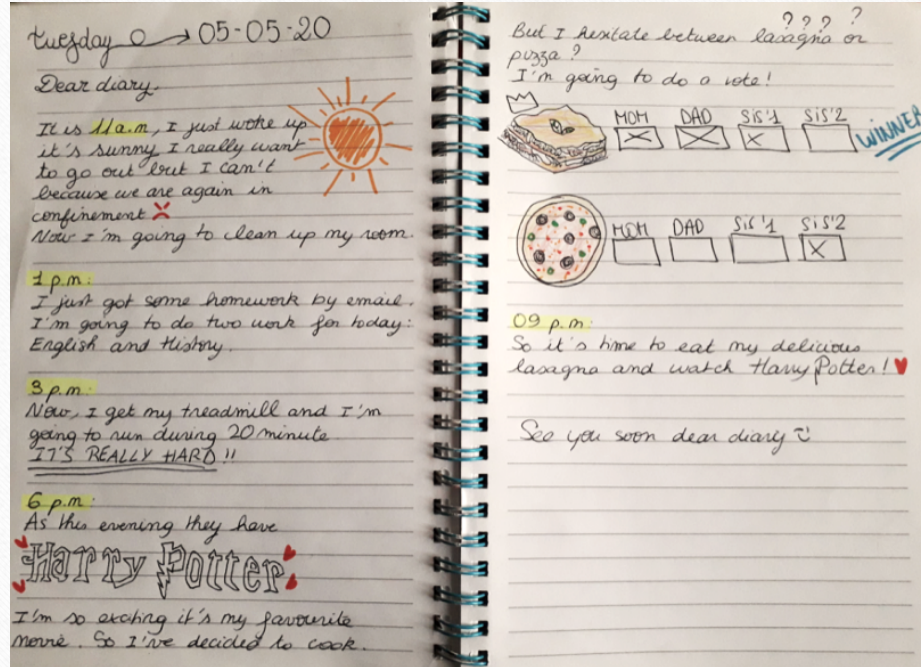 tuesday → 05-05-20
Dear diary.
It is 11a.m, I just woke up
it's sunny I really want
to go out but I can't
because we are again in
confinement
Now I'm going to clean up my room.
1 p.m:
I just got some homework by email.
I'm going to do two work for today:
English and History.
3 p.m:
Now, I get my treadmill and I'm
going to run during 20 minute
IT'S REALLY HARD !!
6 p.m:
As this evening they have
Harry Potter
I'm so exciting it's my favourite
movie. So I've decided to cook.
? ? ? ?
But I hesitate between lasagna or
pizza ?
I'm going to do a vote!
MOM DAD SiS'1 SiS'2
X X X WINNER
MOM DAD SiS'1 SiS'2
X
09 p.m:
So it's time to eat my delicious
lasagna and watch Harry Potter!
See you soon dear diary